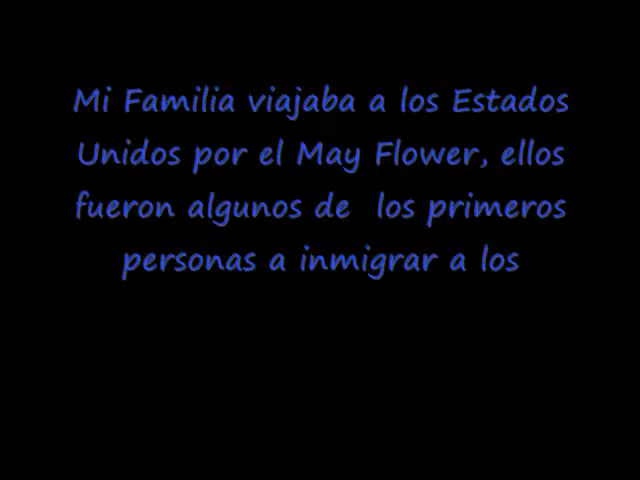 Mi Familia viajaba a los Estados
Unidos por el May Flower, ellos
fueron algunos de  los primeros
personas a inmigrar a los